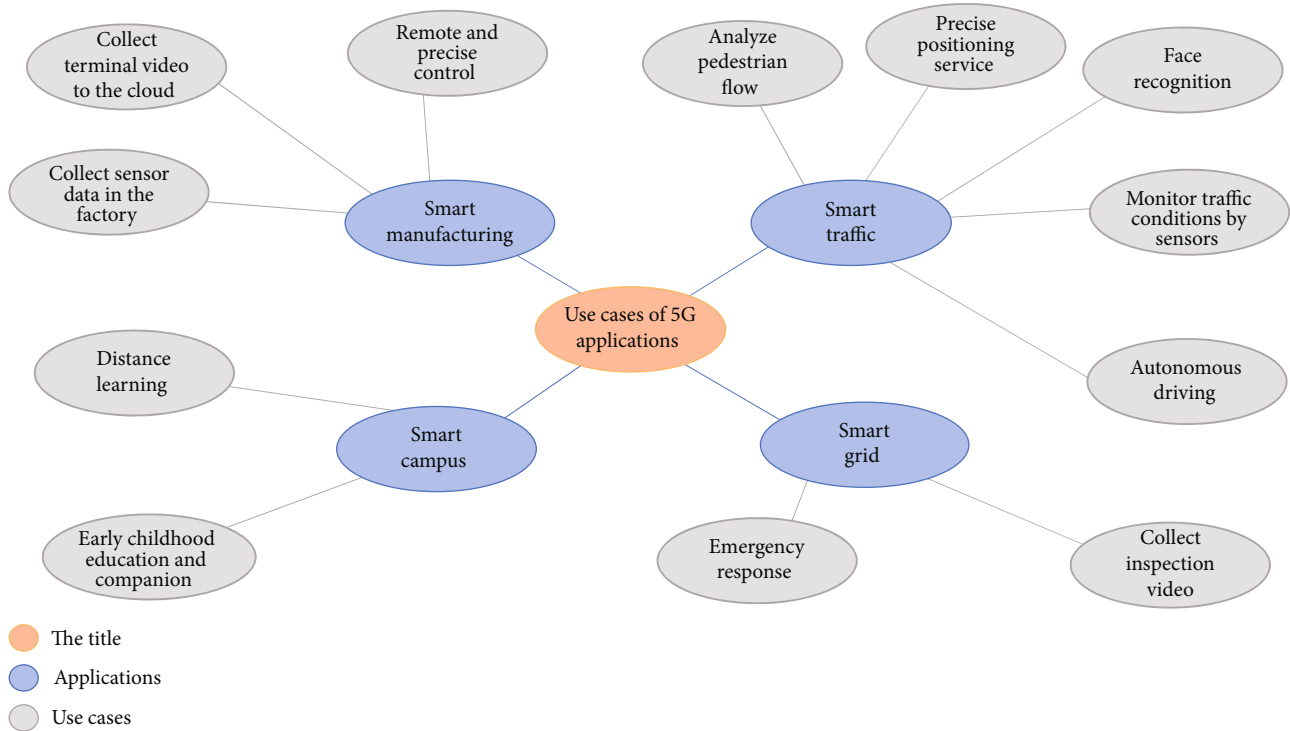 Collect
terminal video
to the cloud
Remote and
precise
control
Analyze
pedestrian
flow
Precise
positioning
service
Face
recognition
Collect sensor
data in the
factory
Smart
manufacturing
Smart
traffic
Monitor traffic
conditions by
sensors
Use cases of 5G
applications
Distance
learning
Autonomous
driving
Smart
campus
Smart
grid
Early childhood
education and
companion
Emergency
response
Collect
inspection
video
The title
Applications
Use cases